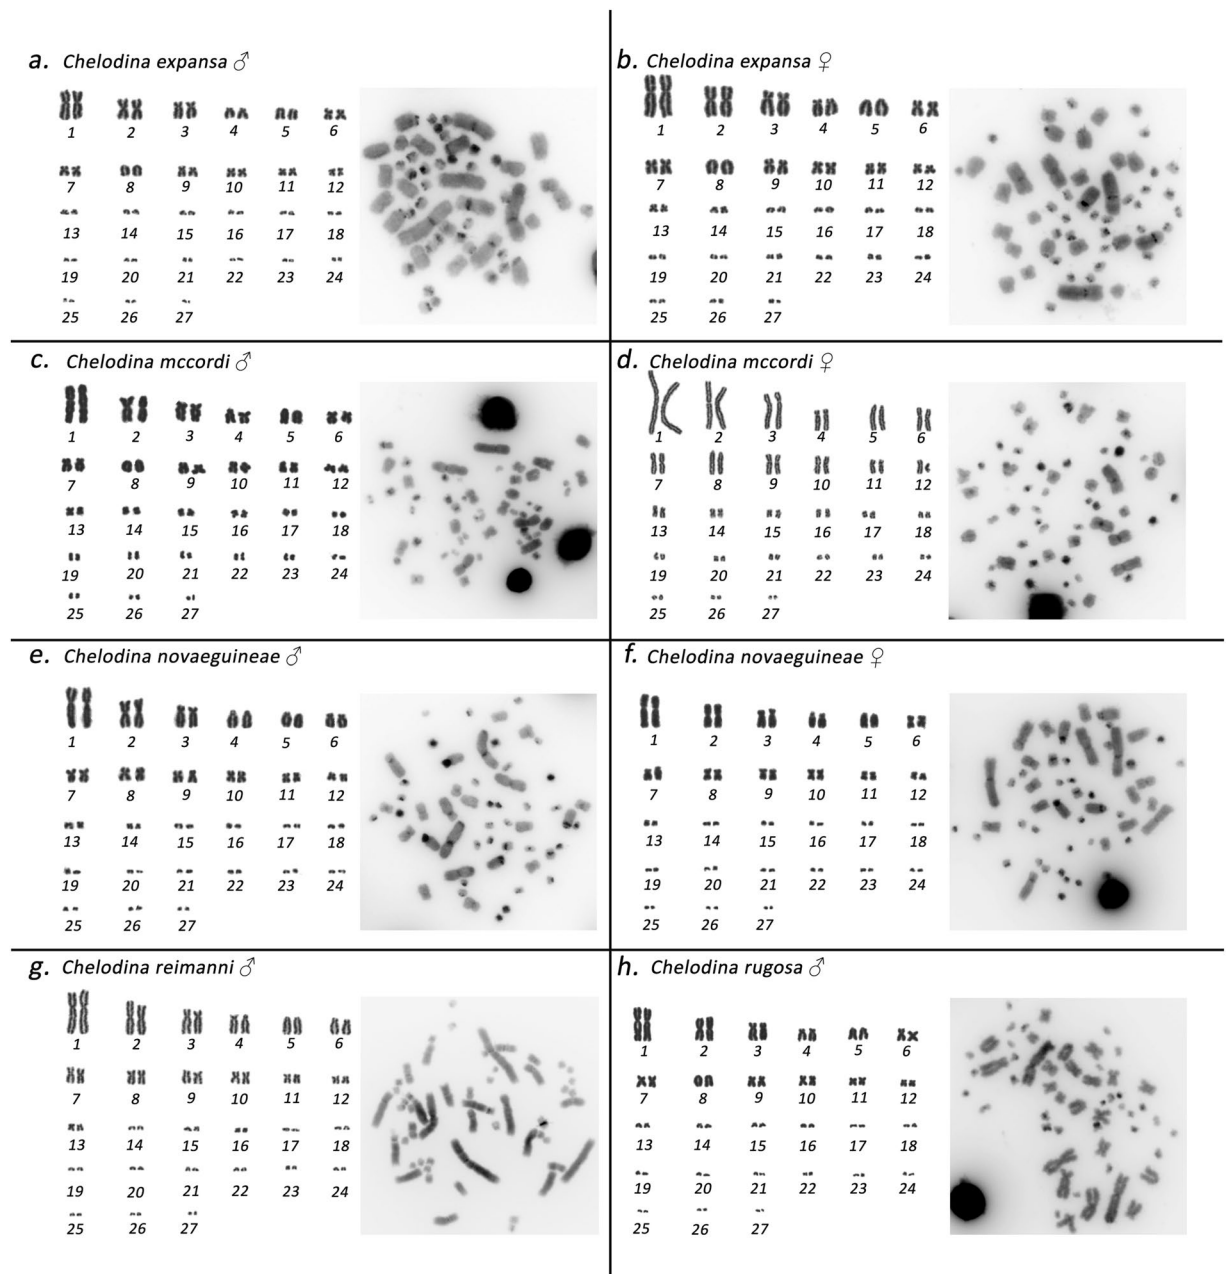 a. Chelodina expansa ♂
1 2 3 4 5 6
7 8 9 10 11 12
13 14 15 16 17 18
19 20 21 22 23 24
25 26 27
b. Chelodina expansa ♀
1 2 3 4 5 6
7 8 9 10 11 12
13 14 15 16 17 18
19 20 21 22 23 24
25 26 27
c. Chelodina mccordi ♂
1 2 3 4 5 6
7 8 9 10 11 12
13 14 15 16 17 18
19 20 21 22 23 24
25 26 27
d. Chelodina mccordi ♀
1 2 3 4 5 6
7 8 9 10 11 12
13 14 15 16 17 18
19 20 21 22 23 24
25 26 27
e. Chelodina novaeguineae ♂
1 2 3 4 5 6
7 8 9 10 11 12
13 14 15 16 17 18
19 20 21 22 23 24
25 26 27
f. Chelodina novaeguineae ♀
1 2 3 4 5 6
7 8 9 10 11 12
13 14 15 16 17 18
19 20 21 22 23 24
25 26 27
g. Chelodina reimanni ♂
1 2 3 4 5 6
7 8 9 10 11 12
13 14 15 16 17 18
19 20 21 22 23 24
25 26 27
h. Chelodina rugosa ♂
1 2 3 4 5 6
7 8 9 10 11 12
13 14 15 16 17 18
19 20 21 22 23 24
25 26 27